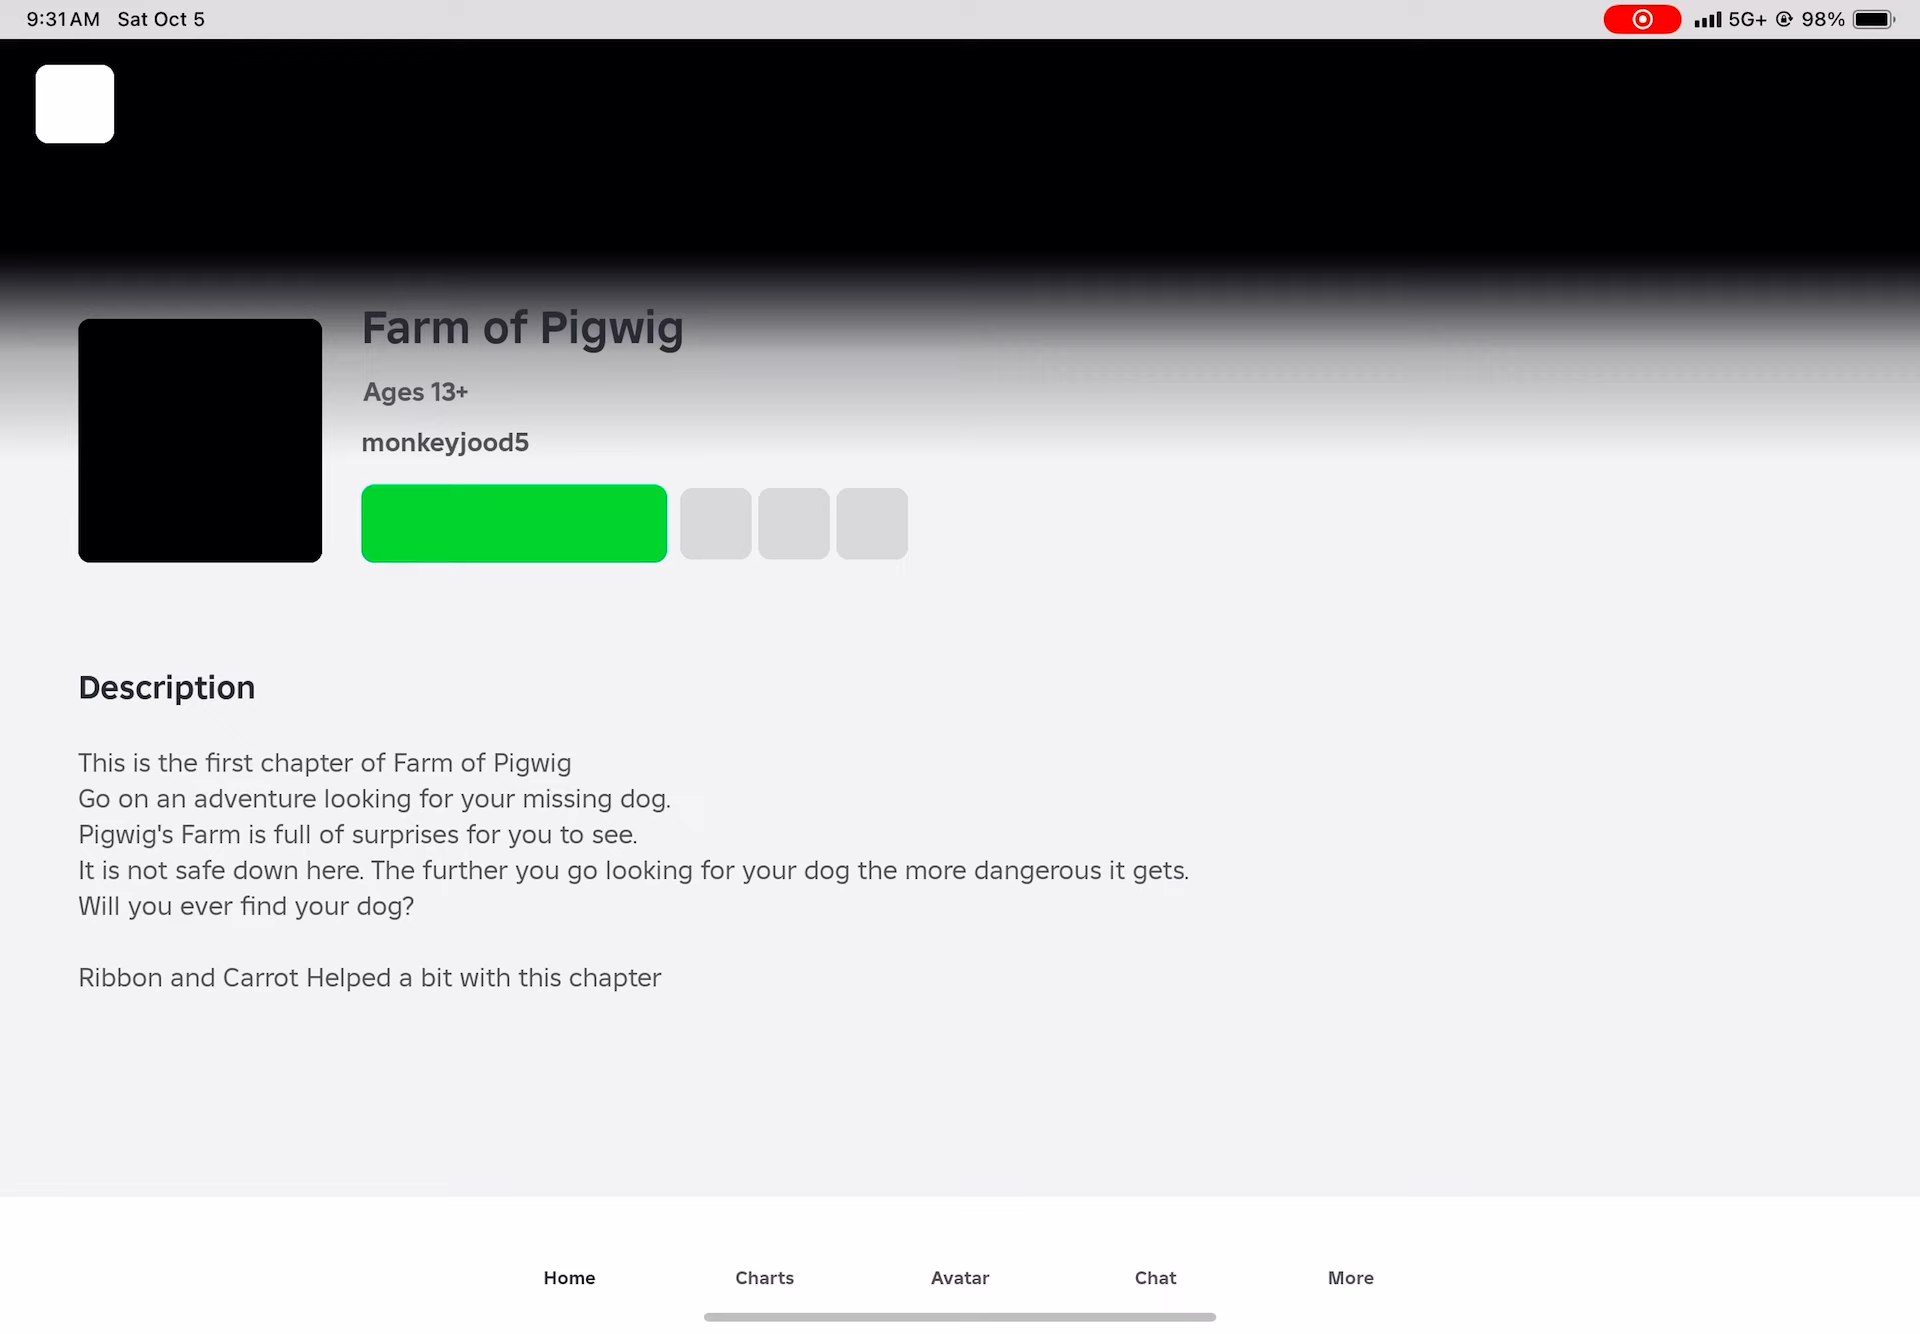 9:31 AM Sat Oct 5
5G+ 98%
Farm of Pigwig
Ages 13+
monkeyjood5
Description
This is the first chapter of Farm of Pigwig
Go on an adventure looking for your missing dog.
Pigwig's Farm is full of surprises for you to see.
It is not safe down here. The further you go looking for your dog the more dangerous it gets.
Will you ever find your dog?
Ribbon and Carrot Helped a bit with this chapter
Home Charts Avatar Chat More